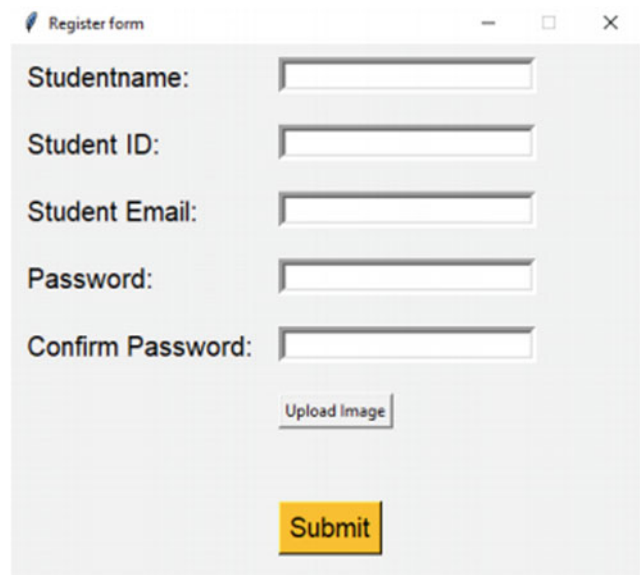 Register form
Studentname:
Student ID:
Student Email:
Password:
Confirm Password:
Upload Image
Submit